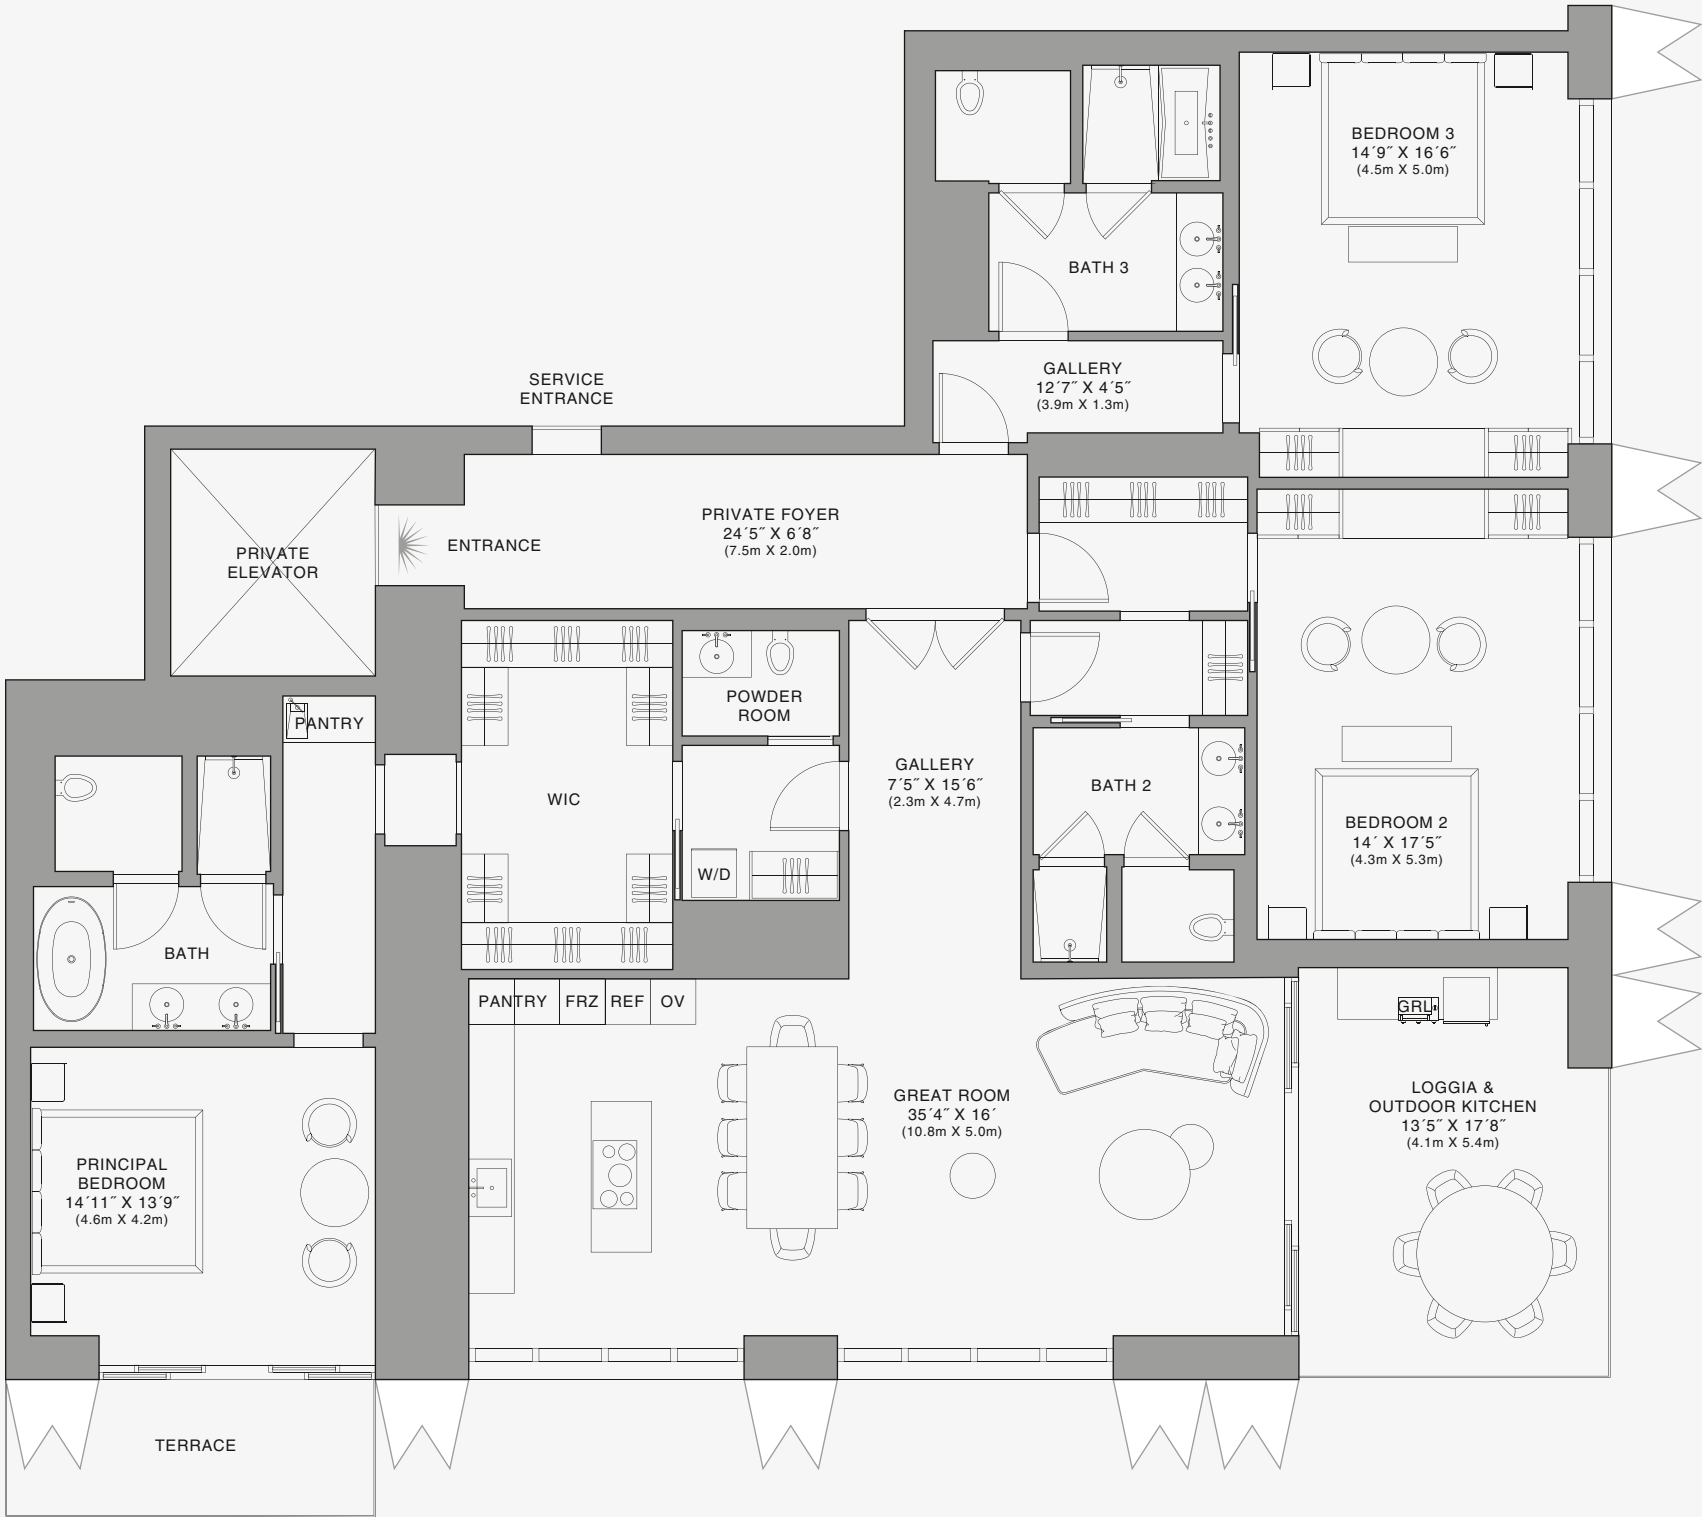 BEDROOM 3
14´9˝ X 16´6˝
(4.5m X 5.0m)
BATH 3
GALLERY
12´7˝ X 4´5˝
(3.9m X 1.3m)
SERVICE
ENTRANCE
PRIVATE FOYER
24´5˝ X 6´8˝
(7.5m X 2.0m)
ENTRANCE
PRIVATE
ELEVATOR
POWDER
ROOM
PANTRY
GALLERY
7´5˝ X 15´6˝
(2.3m X 4.7m)
BATH 2
WIC
BEDROOM 2
14´ X 17´5˝
(4.3m X 5.3m)
W/D
BATH
PANTRY
FRZ
REF
OV
GRL
GREAT ROOM
35´4˝ X 16´
(10.8m X 5.0m)
LOGGIA &
OUTDOOR KITCHEN
13´5˝ X 17´8˝
(4.1m X 5.4m)
PRINCIPAL
BEDROOM
14´11˝ X 13´9˝
(4.6m X 4.2m)
TERRACE